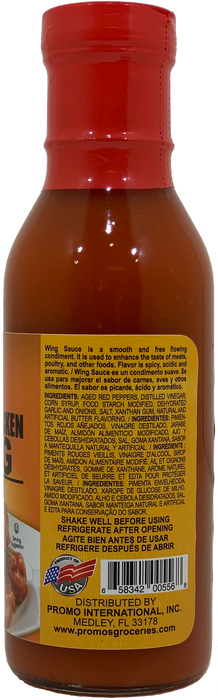 KEN
G
Wing Sauce is a smooth and free flowing
condiment. It is used to enhance the taste of meats,
poultry, and other foods. Flavor is spicy, acidic and
aromatic. / Wing Sauce es un condimento suave. Se
usa para mejorar el sabor de carnes, aves y otros
alimentos. El sabor es picante, ácido y aromático.
INGREDIENTS: AGED RED PEPPERS, DISTILLED VINEGAR,
CORN SYRUP, FOOD STARCH MODIFIED, DEHYDRATED
GARLIC AND ONIONS, SALT, XANTHAN GUM, NATURAL AND
ARTIFICIAL BUTTER FLAVORING. / INGREDIENTES: PIMIEN-
TOS ROJOS AÑEJADOS, VINAGRE DESTILADO, JARABE
DE MAÍZ, ALMIDÓN ALIMENTICIO MODIFICADO, AJO Y
CEBOLLAS DESHIDRATADAS, SAL, GOMA XANTANA,
SABOR A MANTEQUILLA NATURAL Y ARTIFICIAL. / INGRÉDIENTS :
PIMENTS ROUGES VIEILLIS, VINAIGRE D'ALCOOL, SIROP
DE MAÏS, AMIDON ALIMENTAIRE MODIFIÉ, AIL ET OIGNONS
DÉSHYDRATÉS, GOMME DE XANTHANE, ARÔME NATUREL
ET ARTIFICIEL DE BEURRE ET EDTA POUR PROTÉGER
LA SAVEUR. / INGREDIENTES: PIMENTA ENVELHECIDA,
VINAGRE DESTILADO, XAROPE DE GLUCOSE DE MILHO,
AMIDO MODIFICADO, ALHO E CEBOLA DESIDRATADOS, SAL,
GOMA XANTANA, SABOR MANTEIGA NATURAL E ARTIFICIAL
E EDTA PARA CONSERVAÇÃO DO SABOR.
SHAKE WELL BEFORE USING
REFRIGERATE AFTER OPENING
AGITE BIEN ANTES DE USAR
REFRIGERE DESPUÉS DE ABRIR
Serving
Suggestion
PRODUCT OF
USA
6 58342 00556 8
DISTRIBUTED BY
PROMO INTERNATIONAL, INC.
MEDLEY, FL 33178
www.promosgroceries.com